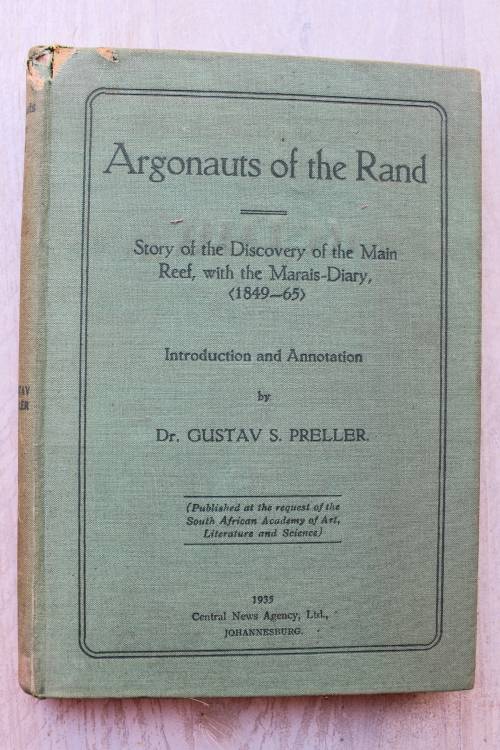 Argonauts of the Rand
Story of the Discovery of the Main
Reef, with the Marais-Diary,
(1849—65)
Introduction and Annotation
by
Dr. GUSTAV S. PRELLER.
(Published at the request of the
South African Academy of Art,
Literature and Science)
1935
Central News Agency, Ltd.,
JOHANNESBURG.